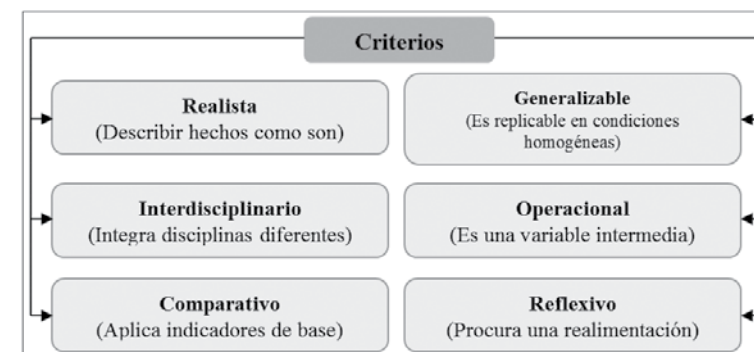 Criterios
Realista
(Describir hechos como son)
Generalizable
(Es replicable en condiciones
homogéneas)
Interdisciplinario
(Integra disciplinas diferentes)
Operacional
(Es una variable intermedia)
Comparativo
(Aplica indicadores de base)
Reflexivo
(Procura una realimentación)